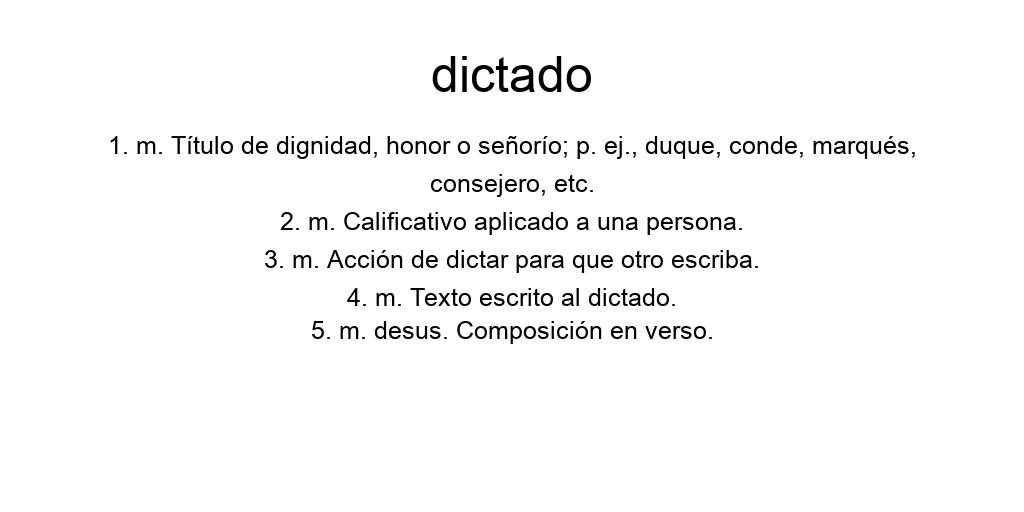 dictado
1. m. Título de dignidad, honor o señorío; p. ej., duque, conde, marqués,
consejero, etc.
2. m. Calificativo aplicado a una persona.
3. m. Acción de dictar para que otro escriba.
4. m. Texto escrito al dictado.
5. m. desus. Composición en verso.